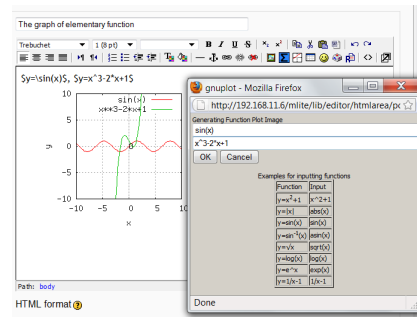 The graph of elementary function
Trebuchet
1 (8 pt)
B I U S
$y=\sin(x)$, $y=x^3-2*x+1$
sin(x)
x**3-2*x+1
10
5
0
-5
-10
y
-10 -5 0 5 10
x
0
Path: body
HTML format
gnuplot - Mozilla Firefox
http://192.168.11.6/mlite/lib/editor/htmlarea/pc
Generating Function Plot Image
sin(x)
x^3-2*x+1
OK Cancel
Examples for inputting functions
Function Input
y=x²+1 x^2+1
y=|x| abs(x)
y=sin(x) sin(x)
y=sin⁻¹(x) asin(x)
y=√x sqrt(x)
y=log(x) log(x)
y=e^x exp(x)
y=1/x-1 1/x-1
Done